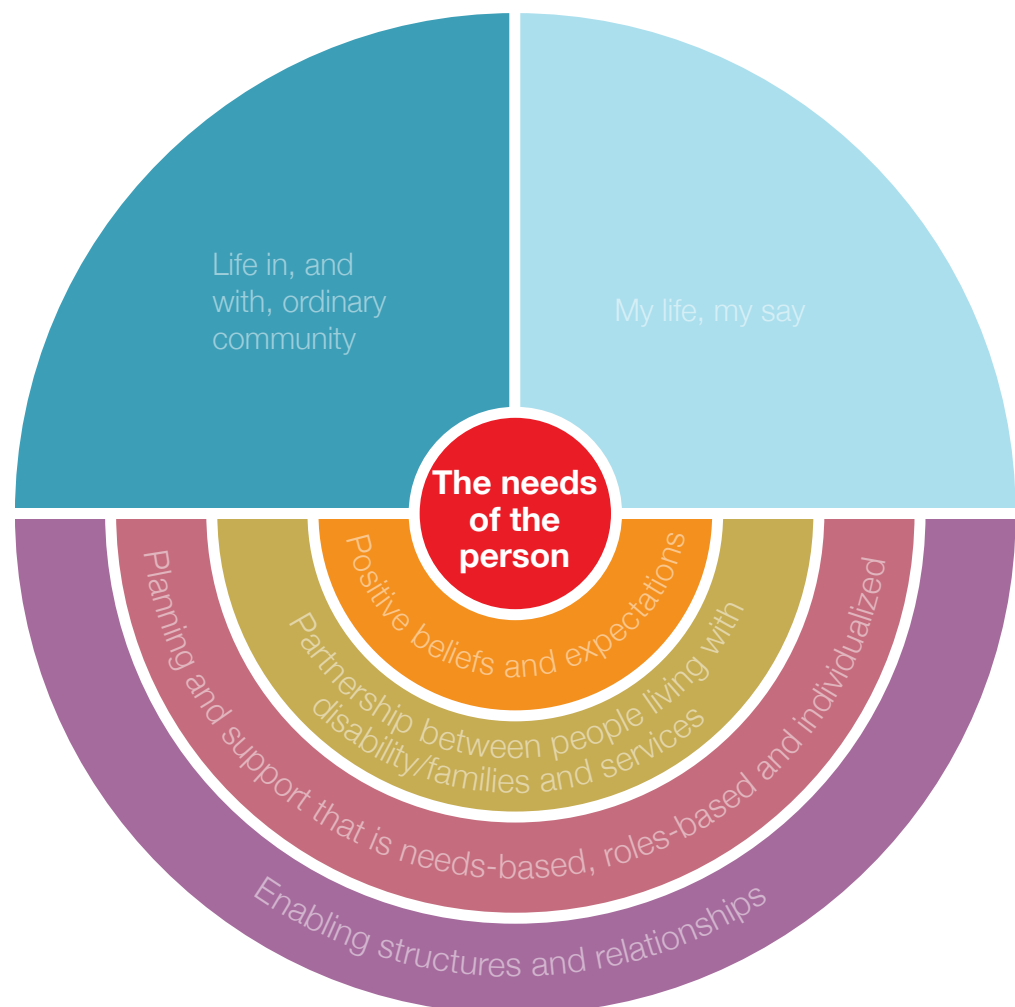 Life in, and
with, ordinary
community
My life, my say
The needs
of the
person
Positive beliefs and expectations
Partnership between people living with
disability/families and services
Planning and support that is needs-based, roles-based and individualized
Enabling structures and relationships